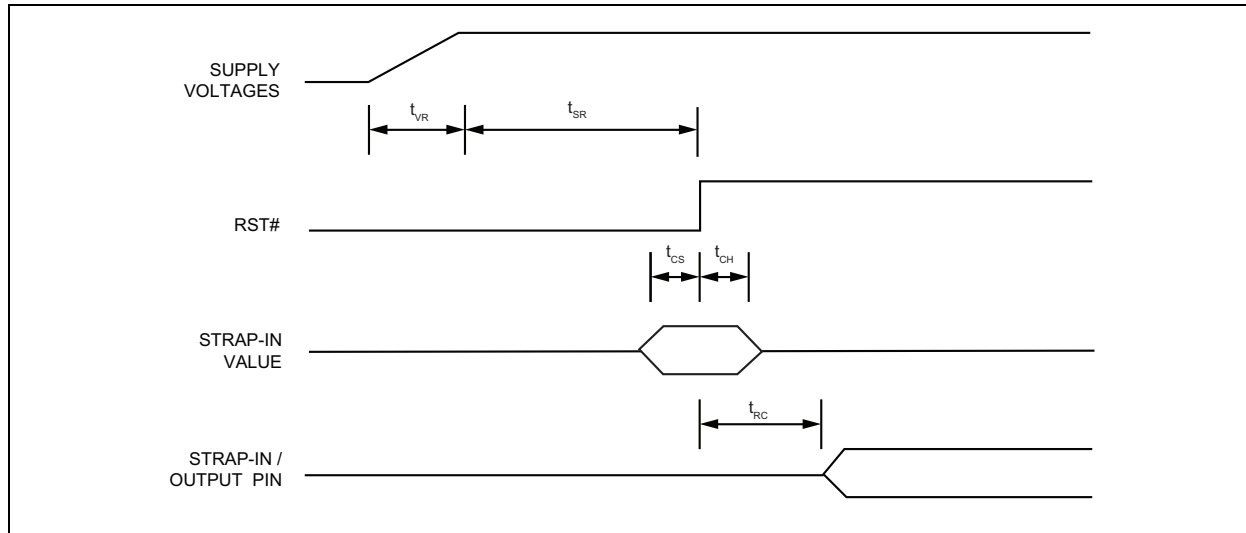 SUPPLY
VOLTAGES
tVR
tSR
RST#
tCS
tCH
STRAP-IN
VALUE
tRC
STRAP-IN /
OUTPUT PIN